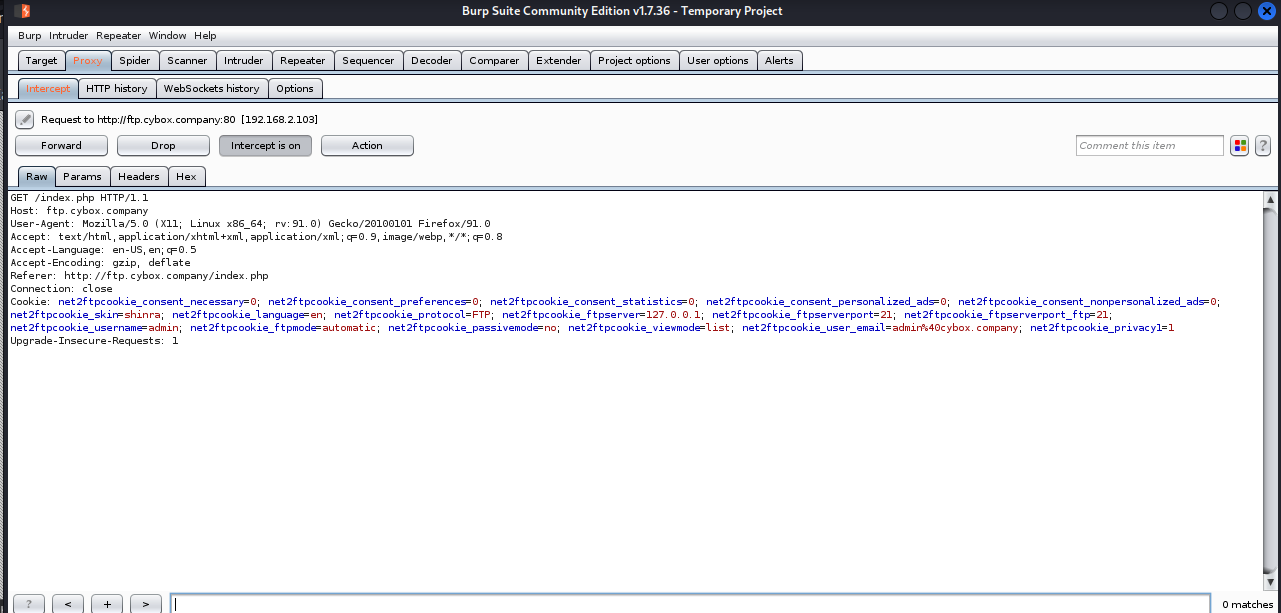 Burp Suite Community Edition v1.7.36 - Temporary Project
Burp Intruder Repeater Window Help
Target Proxy Spider Scanner Intruder Repeater Sequencer Decoder Comparer Extender Project options User options Alerts
Intercept HTTP history WebSockets history Options
Request to http://ftp.cybox.company:80 [192.168.2.103]
Forward Drop Intercept is on Action Comment this item ?
Raw Params Headers Hex
GET /index.php HTTP/1.1
Host: ftp.cybox.company
User-Agent: Mozilla/5.0 (X11; Linux x86_64; rv:91.0) Gecko/20100101 Firefox/91.0
Accept: text/html,application/xhtml+xml,application/xml;q=0.9,image/webp,*/*;q=0.8
Accept-Language: en-US,en;q=0.5
Accept-Encoding: gzip, deflate
Referer: http://ftp.cybox.company/index.php
Connection: close
Cookie: net2ftpcookie_consent_necessary=0; net2ftpcookie_consent_preferences=0; net2ftpcookie_consent_statistics=0; net2ftpcookie_consent_personalized_ads=0; net2ftpcookie_consent_nonpersonalized_ads=0;
net2ftpcookie_skin=shinra; net2ftpcookie_language=en; net2ftpcookie_protocol=FTP; net2ftpcookie_ftpserver=127.0.0.1; net2ftpcookie_ftpserverport=21; net2ftpcookie_ftpserverport_ftp=21;
net2ftpcookie_username=admin; net2ftpcookie_ftpmode=automatic; net2ftpcookie_passivemode=no; net2ftpcookie_viewmode=list; net2ftpcookie_user_email=admin%40cybox.company; net2ftpcookie_privacy1=1
Upgrade-Insecure-Requests: 1
? < + > 0 matches